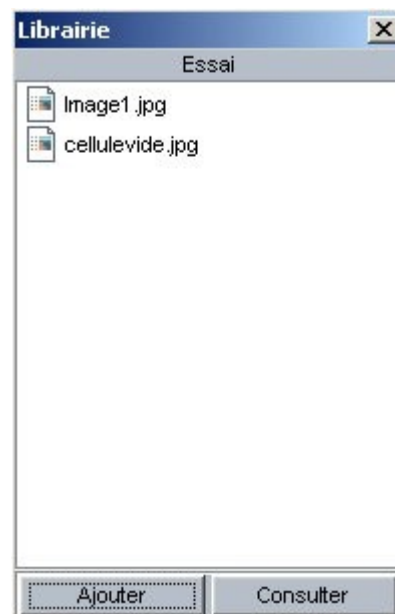 Librairie
Essai
Image1.jpg
cellulevide.jpg
Ajouter Consulter